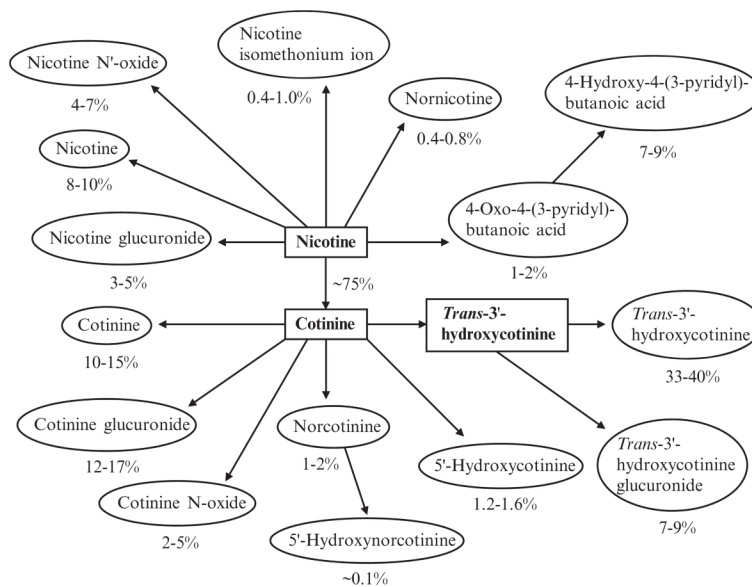 Nicotine
isomethonium ion
0.4-1.0%
Nicotine N'-oxide
4-7%
Nornicotine
0.4-0.8%
4-Hydroxy-4-(3-pyridyl)-
butanoic acid
7-9%
Nicotine
8-10%
4-Oxo-4-(3-pyridyl)-
butanoic acid
1-2%
Nicotine glucuronide
3-5%
Nicotine
~75%
Cotinine
10-15%
Cotinine
Trans-3'-
hydroxycotinine
Trans-3'-
hydroxycotinine
33-40%
Cotinine glucuronide
12-17%
Norcotinine
1-2%
5'-Hydroxycotinine
1.2-1.6%
Trans-3'-
hydroxycotinine
glucuronide
7-9%
Cotinine N-oxide
2-5%
5'-Hydroxynorcotinine
~0.1%